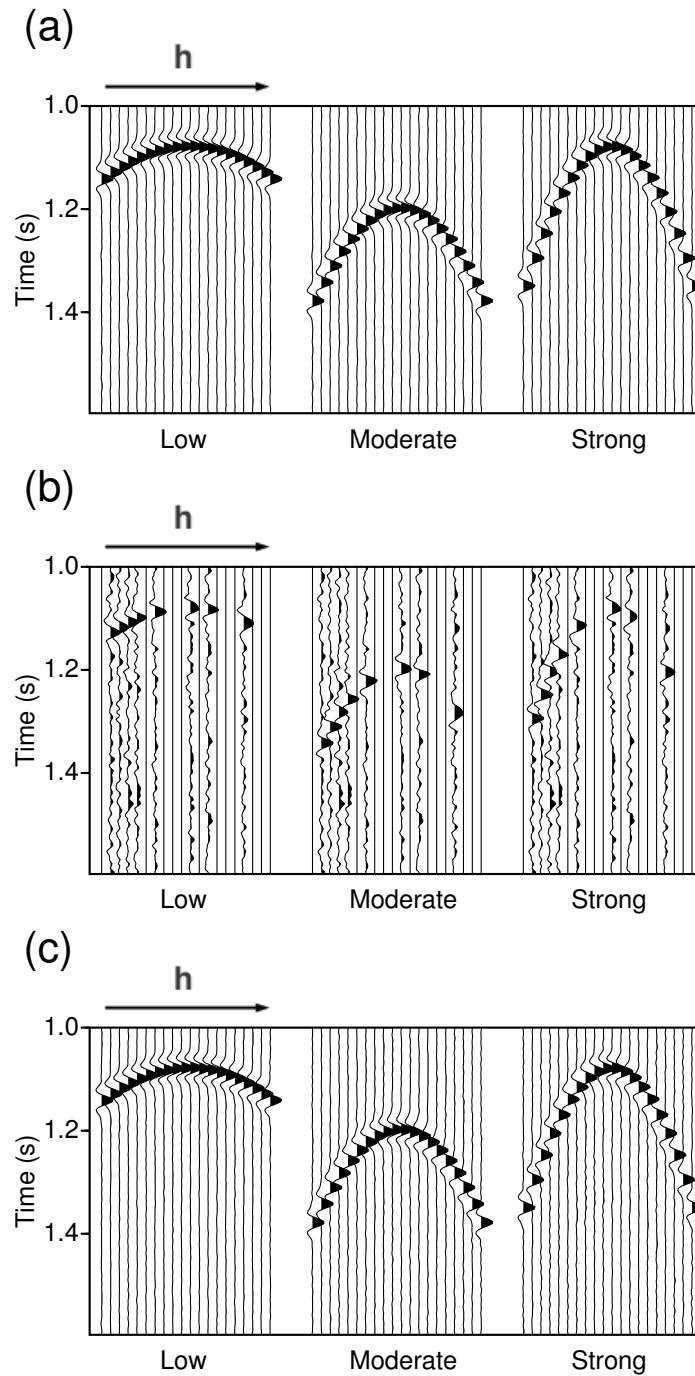 (a)
h
1.0
1.2
1.4
Time (s)
Low Moderate Strong
(b)
h
1.0
1.2
1.4
Time (s)
Low Moderate Strong
(c)
h
1.0
1.2
1.4
Time (s)
Low Moderate Strong